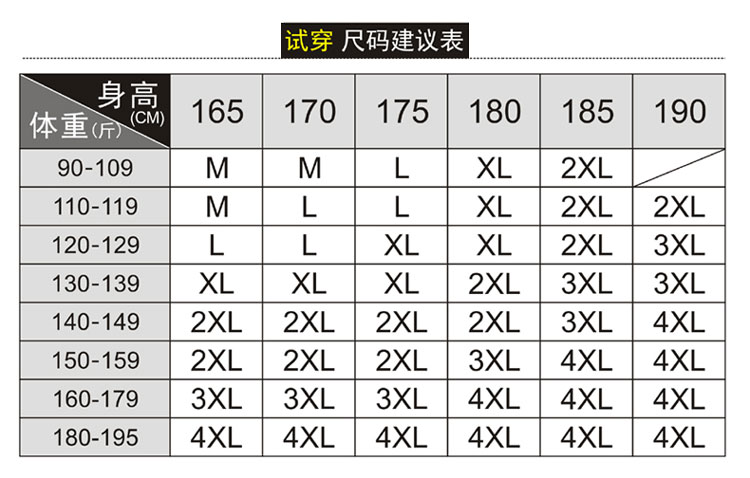 试穿 尺码建议表
身高(CM) 体重(斤) 165 170 175 180 185 190
90-109 M M L XL 2XL
110-119 M L L XL 2XL 2XL
120-129 L L XL XL 2XL 3XL
130-139 XL XL XL 2XL 3XL 3XL
140-149 2XL 2XL 2XL 2XL 3XL 4XL
150-159 2XL 2XL 2XL 3XL 4XL 4XL
160-179 3XL 3XL 3XL 4XL 4XL 4XL
180-195 4XL 4XL 4XL 4XL 4XL 4XL